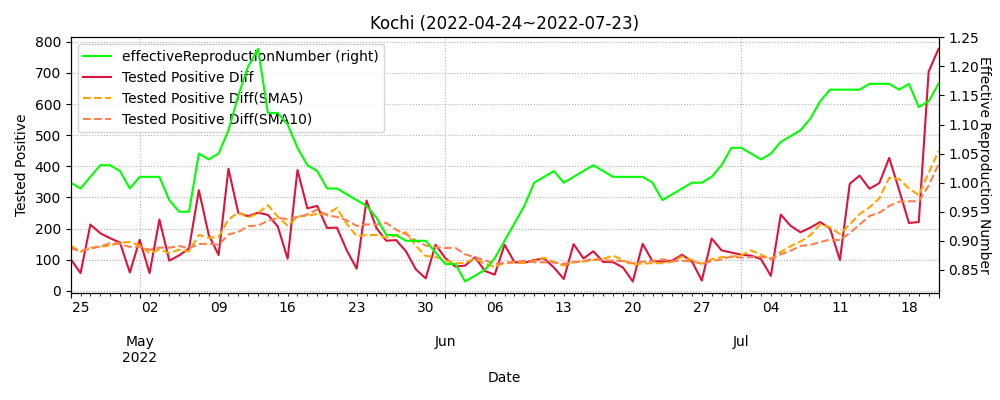 Kochi (2022-04-24~2022-07-23)
effectiveReproductionNumber (right)
Tested Positive Diff
Tested Positive Diff(SMA5)
Tested Positive Diff(SMA10)
Tested Positive
800
700
600
500
400
300
200
100
0
1.25
1.20
1.15
1.10
1.05
1.00
0.95
0.90
0.85
Effective Reproduction Number
25 02 09 16 23 30 06 13 20 27 04 11 18
May Jun Jul
2022
Date